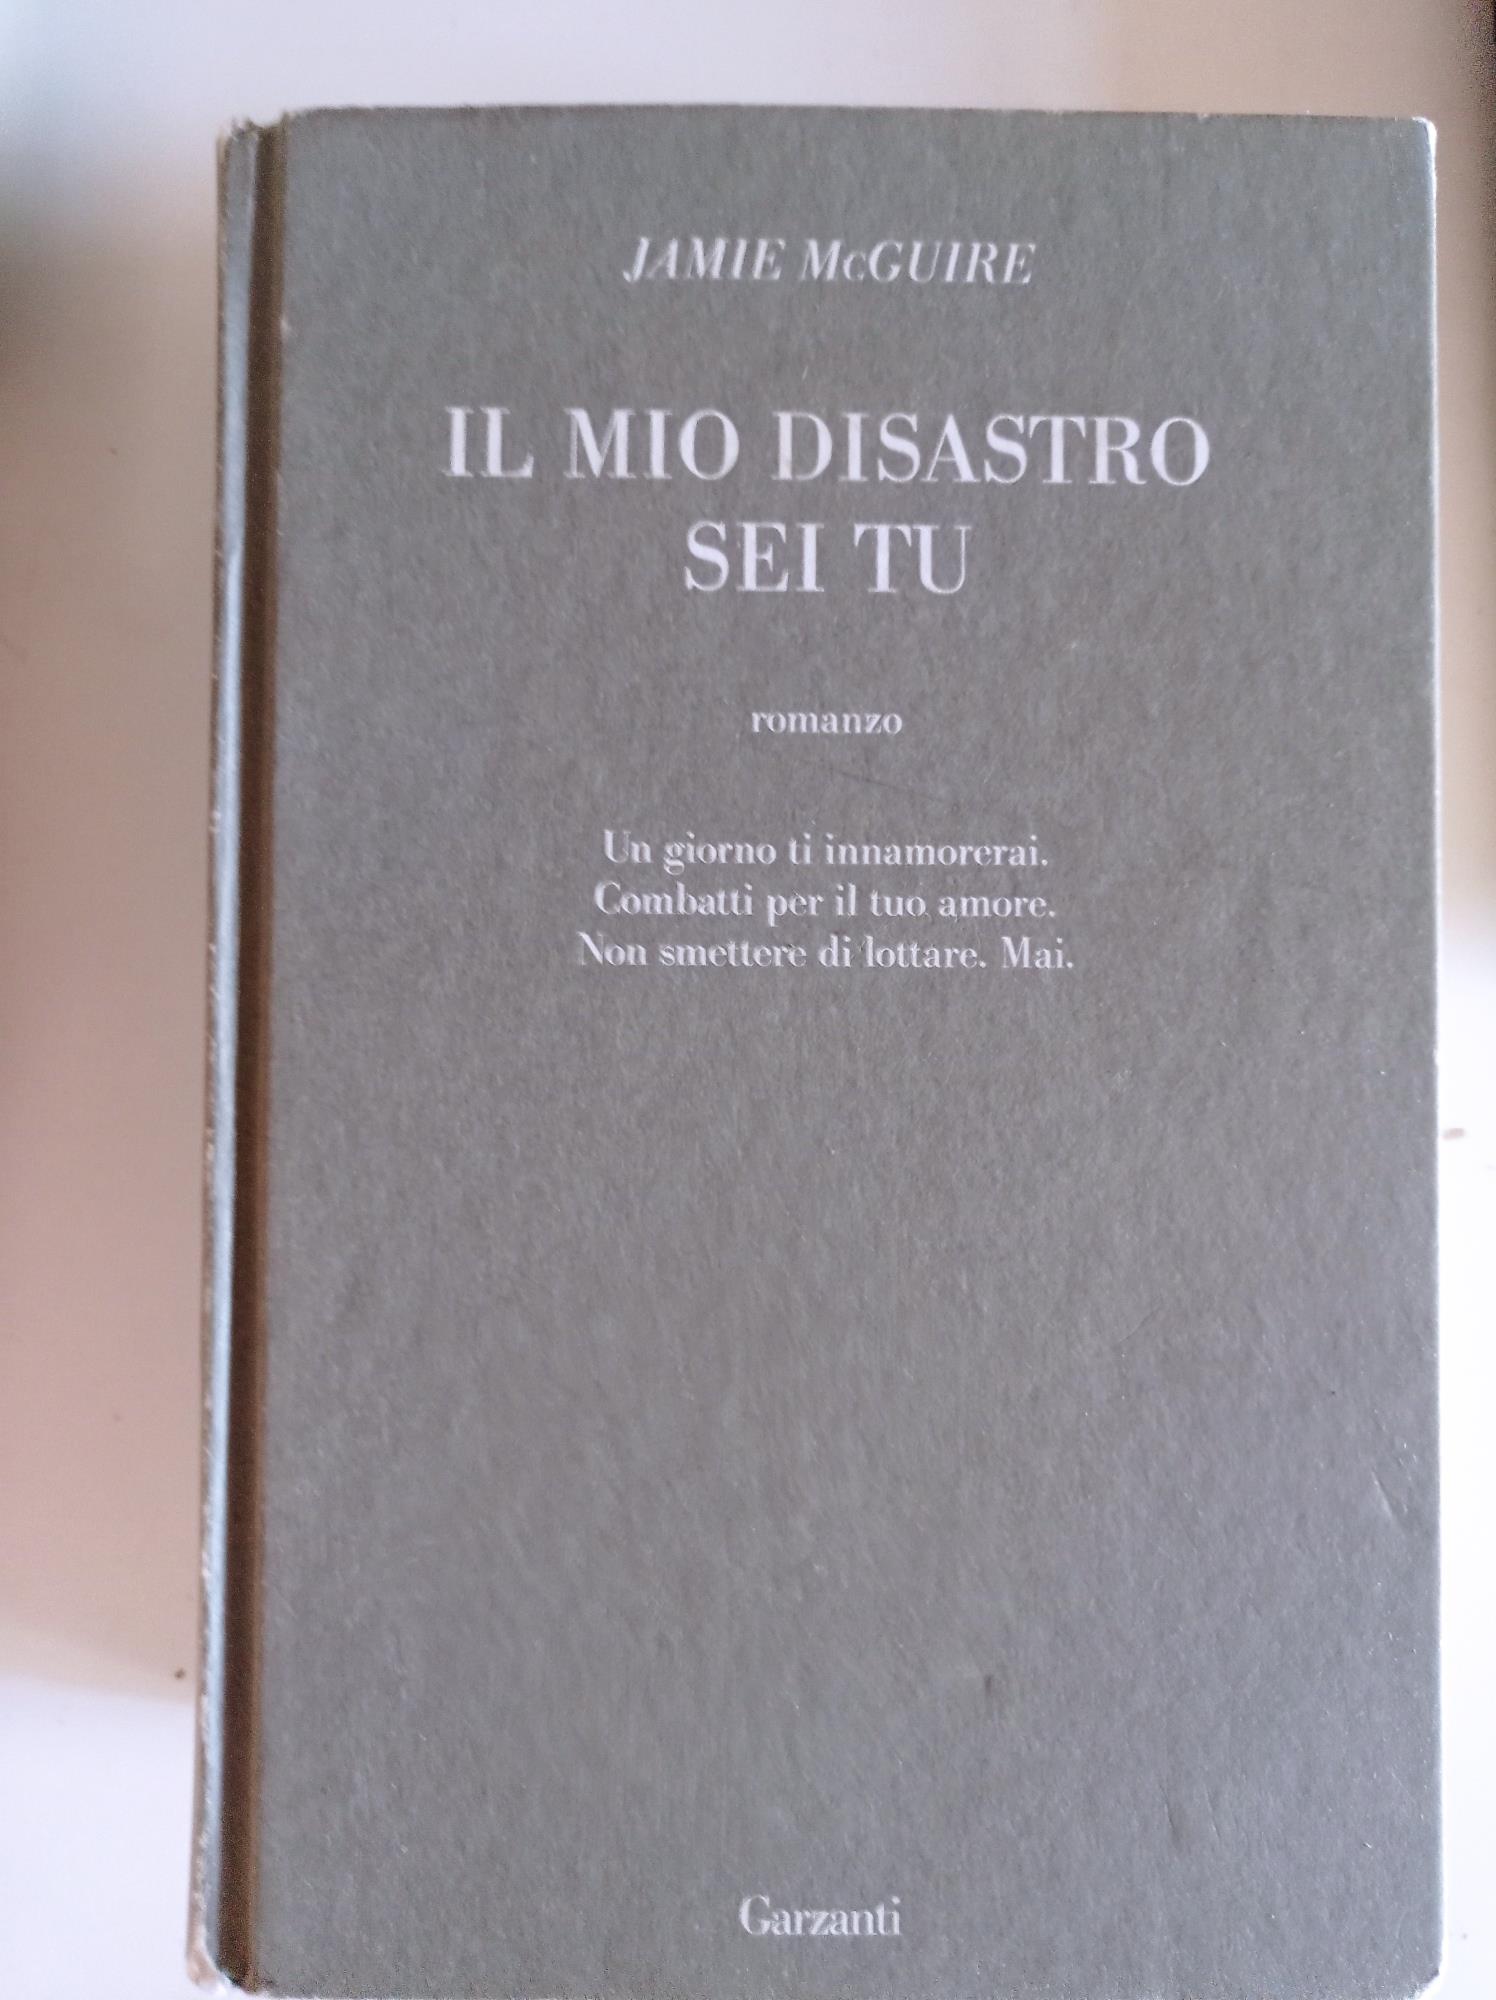 JAMIE McGUIRE
IL MIO DISASTRO
SEI TU
romanzo
Un giorno ti innamorerai.
Combatti per il tuo amore.
Non smettere di lottare. Mai.
Garzanti